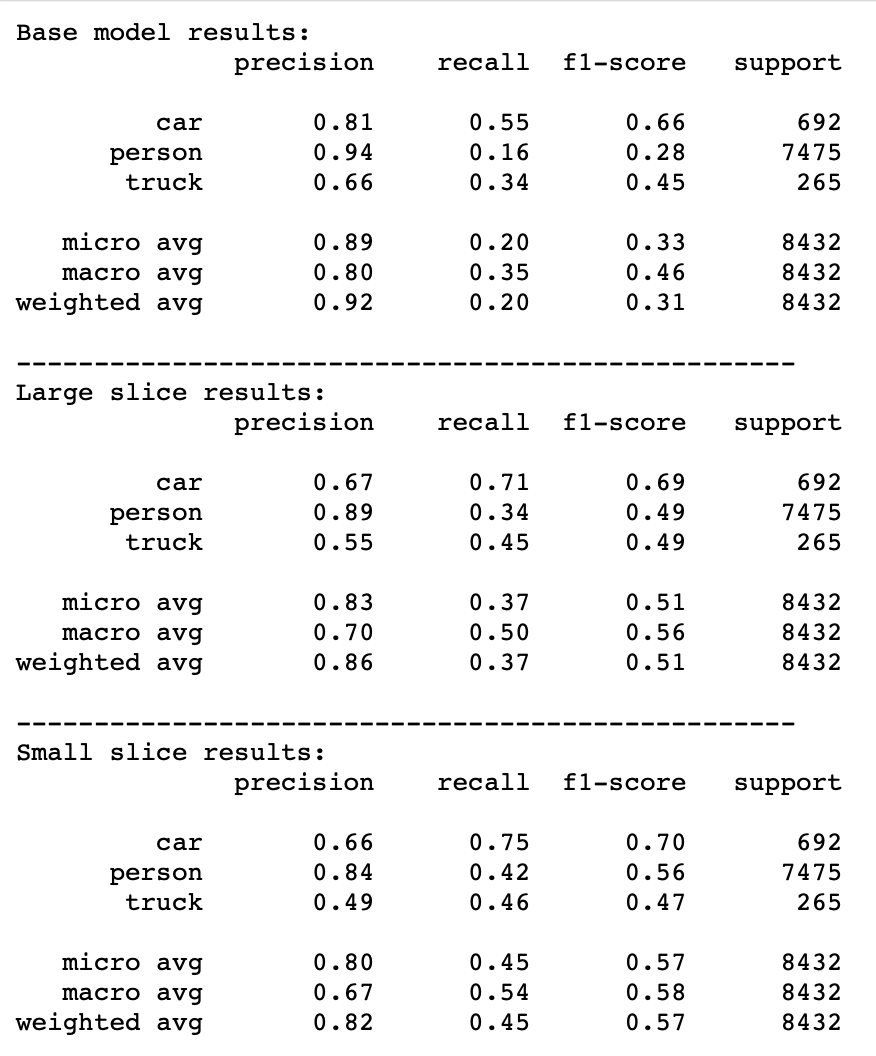 Base model results:
precision recall f1-score support
car 0.81 0.55 0.66 692
person 0.94 0.16 0.28 7475
truck 0.66 0.34 0.45 265
micro avg 0.89 0.20 0.33 8432
macro avg 0.80 0.35 0.46 8432
weighted avg 0.92 0.20 0.31 8432
--------------------------------------------------
Large slice results:
precision recall f1-score support
car 0.67 0.71 0.69 692
person 0.89 0.34 0.49 7475
truck 0.55 0.45 0.49 265
micro avg 0.83 0.37 0.51 8432
macro avg 0.70 0.50 0.56 8432
weighted avg 0.86 0.37 0.51 8432
--------------------------------------------------
Small slice results:
precision recall f1-score support
car 0.66 0.75 0.70 692
person 0.84 0.42 0.56 7475
truck 0.49 0.46 0.47 265
micro avg 0.80 0.45 0.57 8432
macro avg 0.67 0.54 0.58 8432
weighted avg 0.82 0.45 0.57 8432